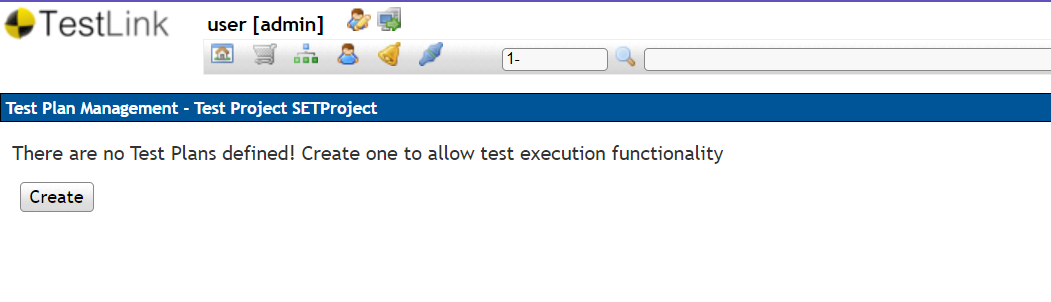 TestLink
user [admin]
1-
Test Plan Management - Test Project SETProject
There are no Test Plans defined! Create one to allow test execution functionality
Create